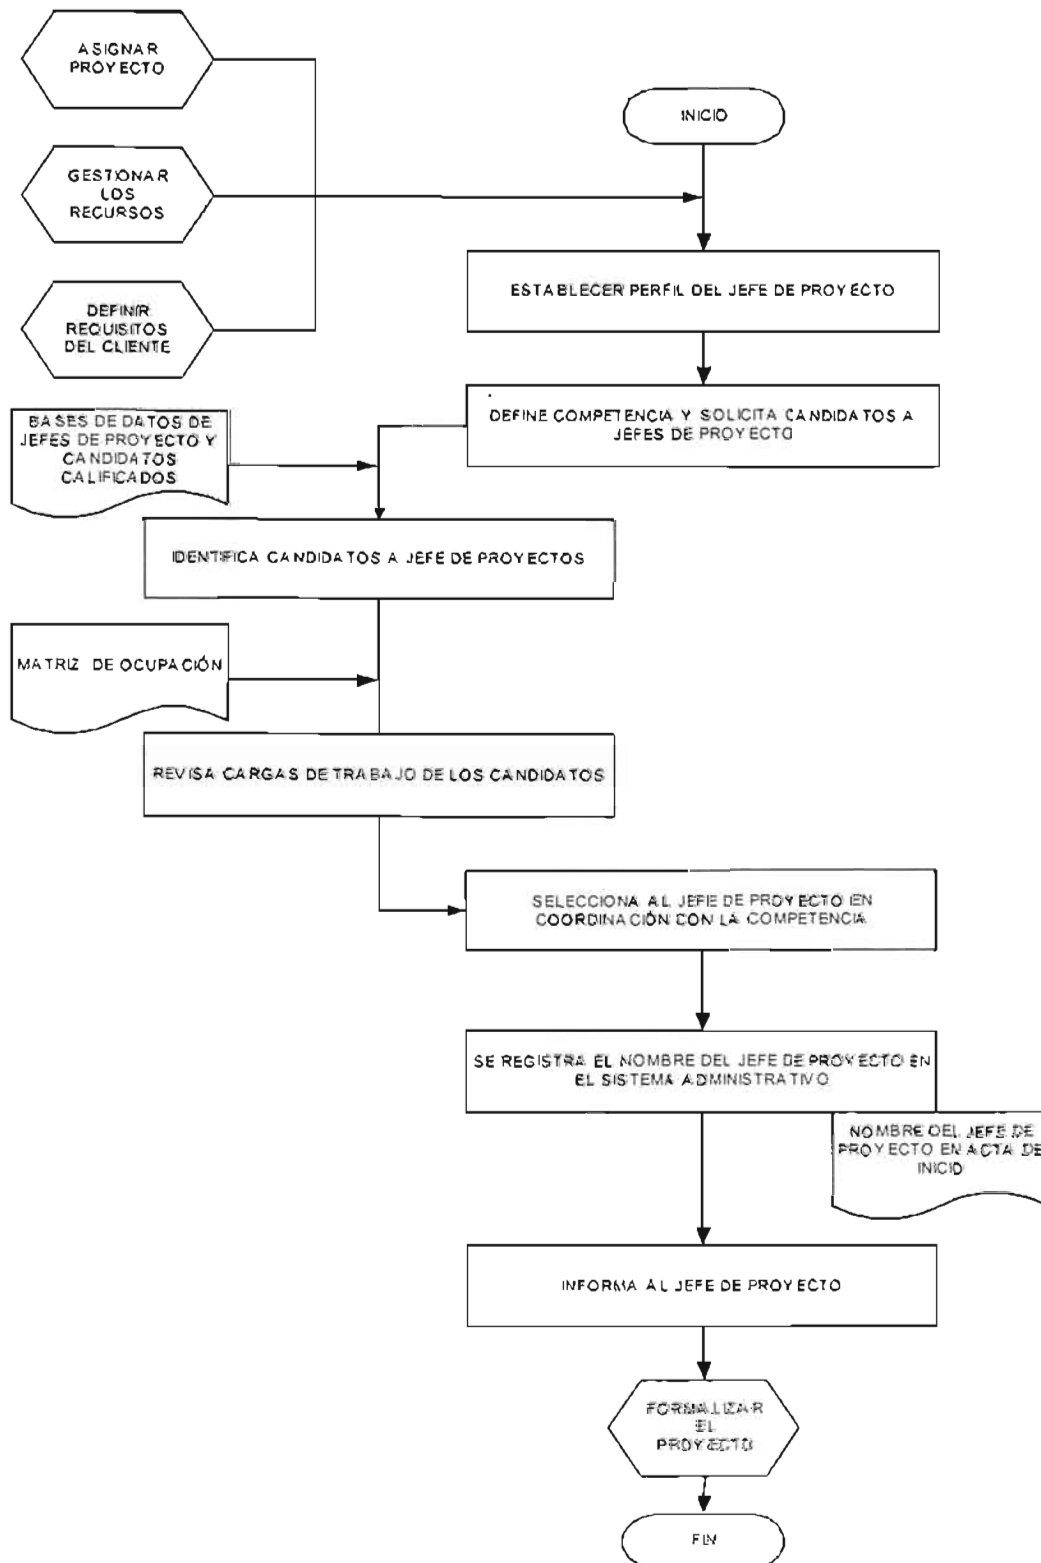 ASIGNAR
PROYECTO
INICIO
GESTIONAR
LOS
RECURSOS
ESTABLECER PERFIL DEL JEFE DE PROYECTO
DEFINIR
REQUISITOS
DEL CLIENTE
DEFINE COMPETENCIA Y SOLICITA CANDIDATOS A
JEFES DE PROYECTO
BASES DE DATOS DE
JEFES DE PROYECTO Y
CANDIDATOS
CALIFICADOS
IDENTIFICA CANDIDATOS A JEFE DE PROYECTOS
MATRIZ DE OCUPACIÓN
REVISA CARGAS DE TRABAJO DE LOS CANDIDATOS
SELECCIONA AL JEFE DE PROYECTO EN
COORDINACIÓN CON LA COMPETENCIA
SE REGISTRA EL NOMBRE DEL JEFE DE PROYECTO EN
EL SISTEMA ADMINISTRATIVO
NOMBRE DEL JEFE DE
PROYECTO EN ACTA DE
INICIO
INFORMA AL JEFE DE PROYECTO
FORMALIZAR
EL
PROYECTO
FIN